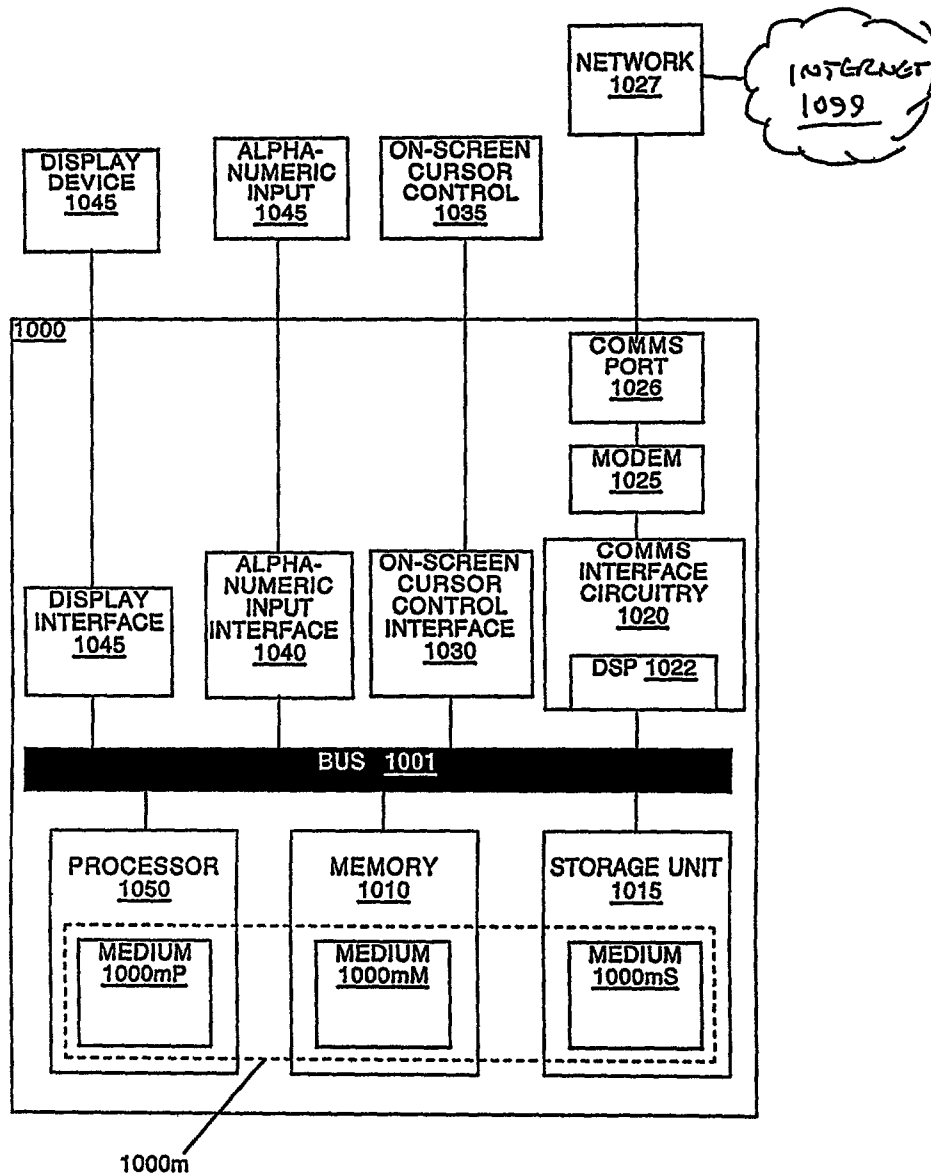 NETWORK
1027
INTERNET
1099
DISPLAY
DEVICE
1045
ALPHA-
NUMERIC
INPUT
1045
ON-SCREEN
CURSOR
CONTROL
1035
1000
COMMS
PORT
1026
MODEM
1025
DISPLAY
INTERFACE
1045
ALPHA-
NUMERIC
INPUT
INTERFACE
1040
ON-SCREEN
CURSOR
CONTROL
INTERFACE
1030
COMMS
INTERFACE
CIRCUITRY
1020
DSP 1022
BUS 1001
PROCESSOR
1050
MEMORY
1010
STORAGE UNIT
1015
MEDIUM
1000mP
MEDIUM
1000mM
MEDIUM
1000mS
1000m